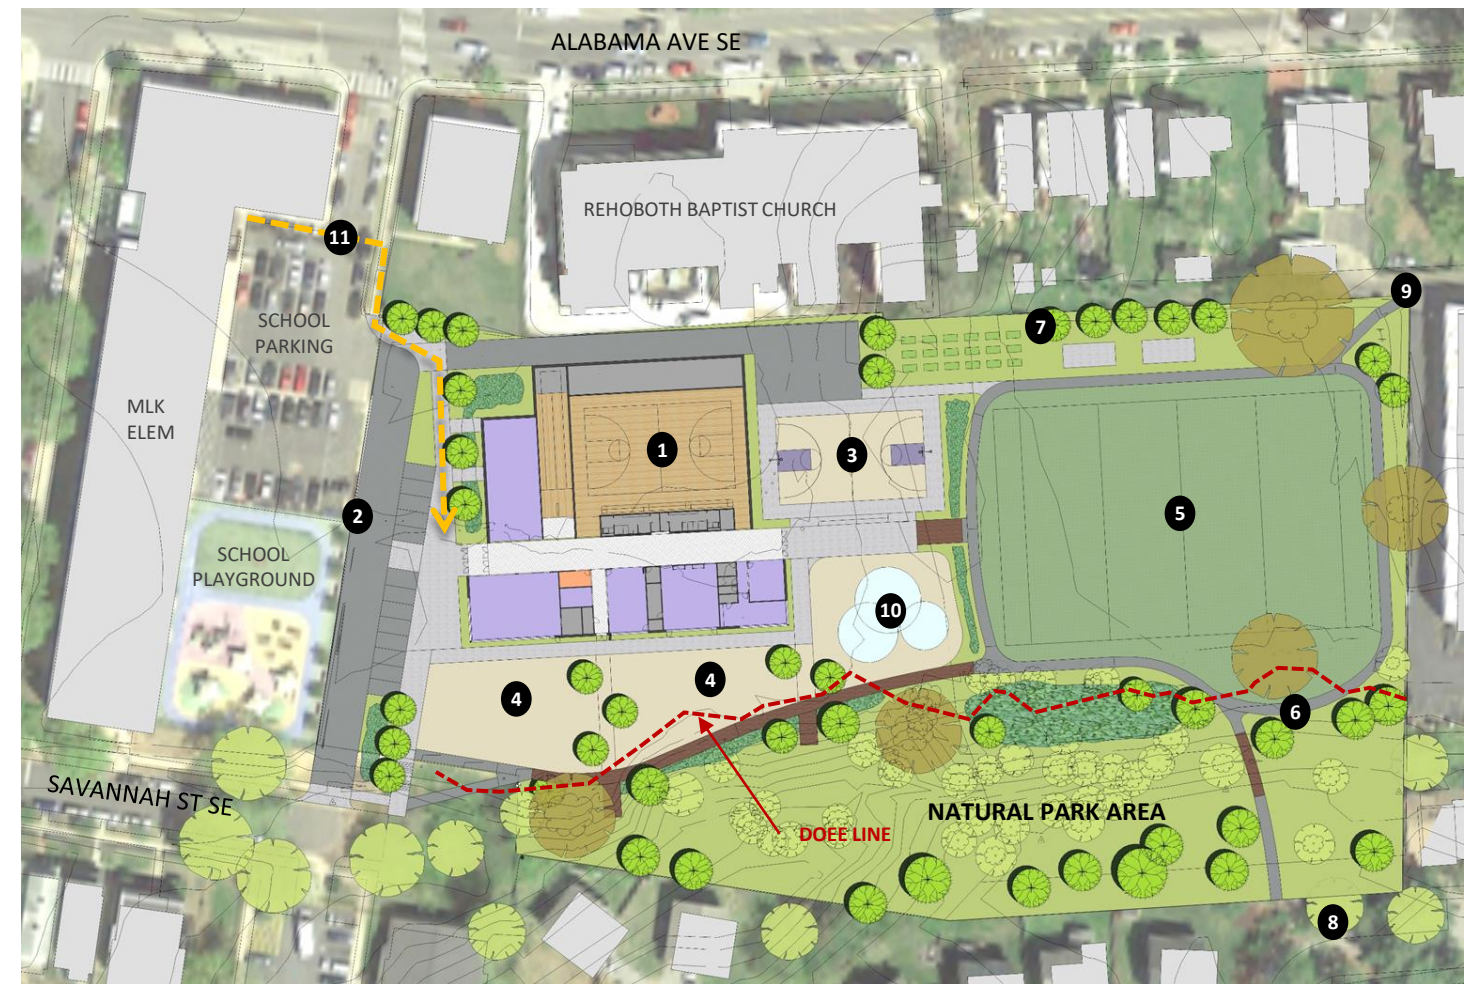 ALABAMA AVE SE
REHOBOTH BAPTIST CHURCH
11
9
SCHOOL
PARKING
7
MLK
ELEM
1
3
2
5
SCHOOL
PLAYGROUND
10
4
4
6
SAVANNAH ST SE
NATURAL PARK AREA
DOEE LINE
8